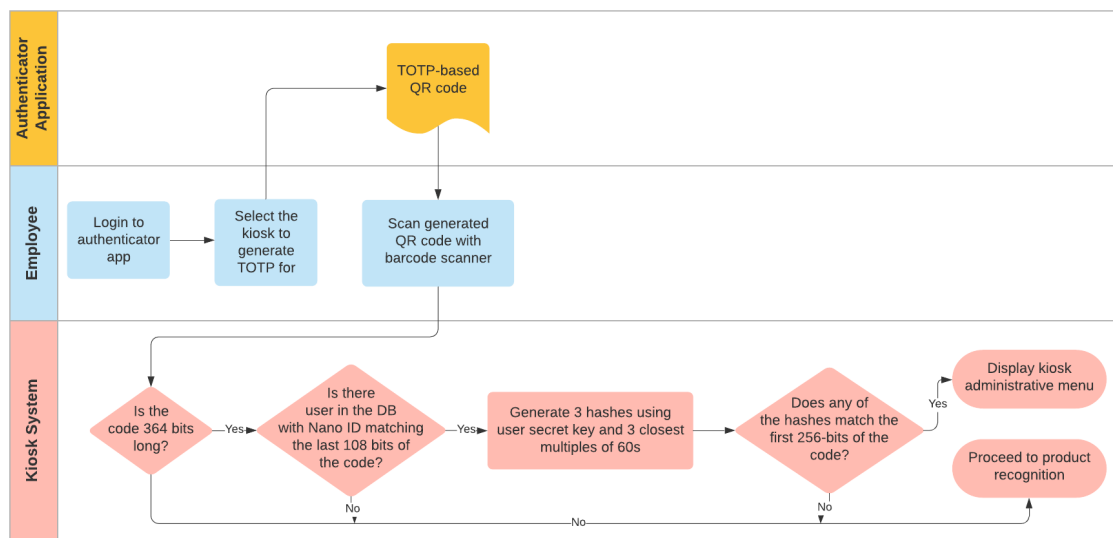 Authenticator
Application
TOTP-based
QR code
Employee
Login to
authenticator
app
Select the
kiosk to
generate
TOTP for
Scan generated
QR code with
barcode scanner
Kiosk System
Is the
code 364 bits
long?
Yes
Is there
user in the DB
with Nano ID matching
the last 108 bits of
the code?
Yes
Generate 3 hashes using
user secret key and 3 closest
multiples of 60s
Does any of
the hashes match the
first 256-bits of the
code?
Yes
Display kiosk
administrative menu
Proceed to product
recognition
No
No
No